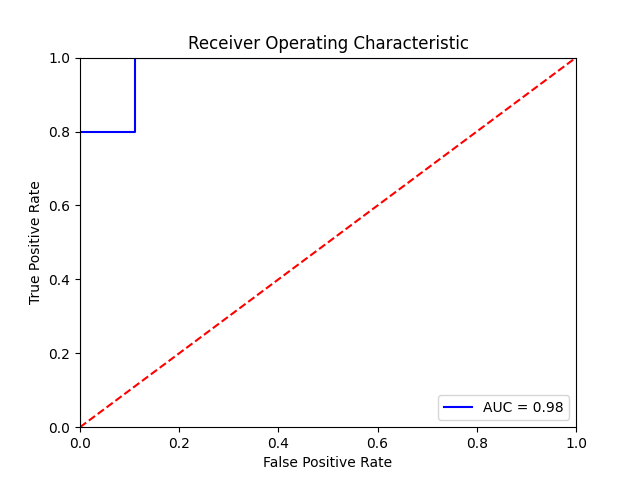 Receiver Operating Characteristic
1.0
0.8
0.6
0.4
0.2
0.0
True Positive Rate
AUC = 0.98
0.0 0.2 0.4 0.6 0.8 1.0
False Positive Rate